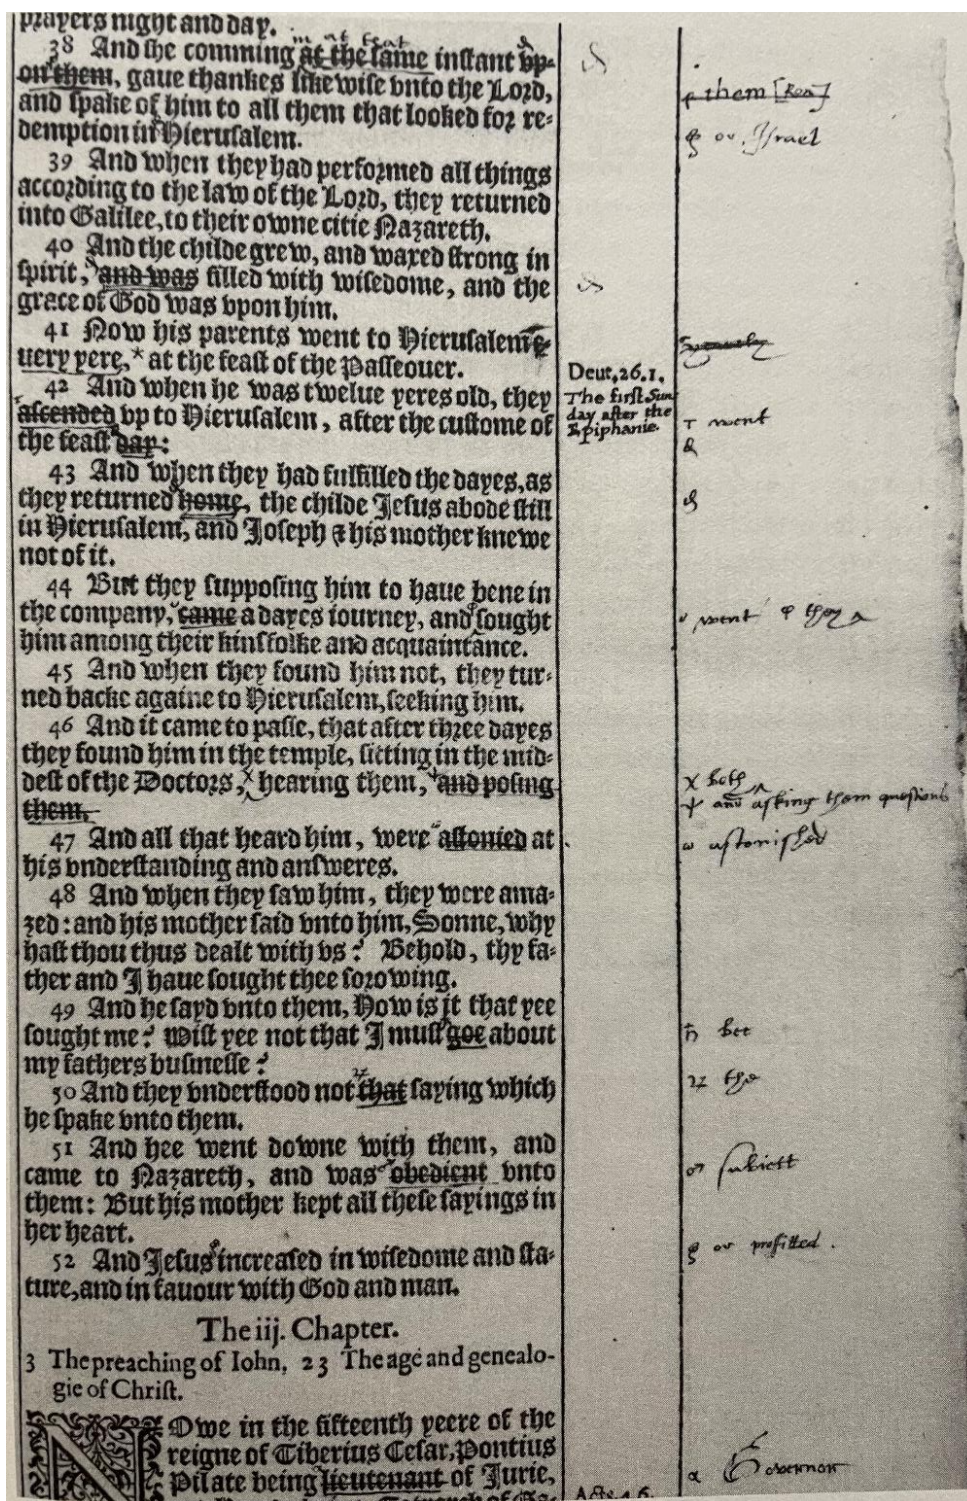 prayers night and day.
in at that
38 And she comming at the same instant vp-
on them, gaue thankes likewise vnto the Lord,
and spake of him to all them that looked for re-
demption in Hierusalem.
39 And when they had performed all things
according to the law of the Lord, they returned
into Galilee, to their owne citie Nazareth.
40 And the childe grew, and waxed strong in
spirit, and was filled with wisedome, and the
grace of God was vpon him.
41 Now his parents went to Hierusalem e-
uery yere,* at the feast of the Passeouer.
42 And when he was twelue yeres old, they
ascended vp to Hierusalem, after the custome of
the feast day:
43 And when they had fulfilled the dayes, as
they returned home, the childe Jesus abode still
in Hierusalem, and Joseph & his mother knewe
not of it.
44 But they supposing him to haue bene in
the company, came a dayes iourney, and sought
him among their kinsfolke and acquaintance.
45 And when they found him not, they tur-
ned backe againe to Hierusalem, seeking him.
46 And it came to passe, that after three dayes
they found him in the temple, sitting in the mid-
dest of the Doctors, hearing them, and posing
them.
47 And all that heard him, were astonied at
his vnderstanding and answeres.
48 And when they saw him, they were ama-
zed: and his mother said vnto him, Sonne, why
hast thou thus dealt with vs? Behold, thy fa-
ther and I haue sought thee sorowing.
49 And he sayd vnto them, How is it that yee
sought me? wist yee not that I must goe about
my fathers businesse?
50 And they vnderstood not that saying which
he spake vnto them.
51 And hee went downe with them, and
came to Nazareth, and was obedient vnto
them: But his mother kept all these sayings in
her heart.
52 And Jesus increased in wisedome and sta-
ture, and in fauour with God and man.
The iij. Chapter.
3 The preaching of Iohn, 23 The age and genealo-
gie of Christ.
NOwe in the fifteenth yeere of the
reigne of Tiberius Cesar, Pontius
Pilate being lieutenant of Jurie,
Deut. 26. 1.
The first Sun
day after the
Epiphanie.
Acts 4. 6.
them
or. Israel
τ went
went φ they
χ both
ψ and asking them questions
ω astonished
ħ bee
♃ the
♂ subiect
or profitted.
α Governor